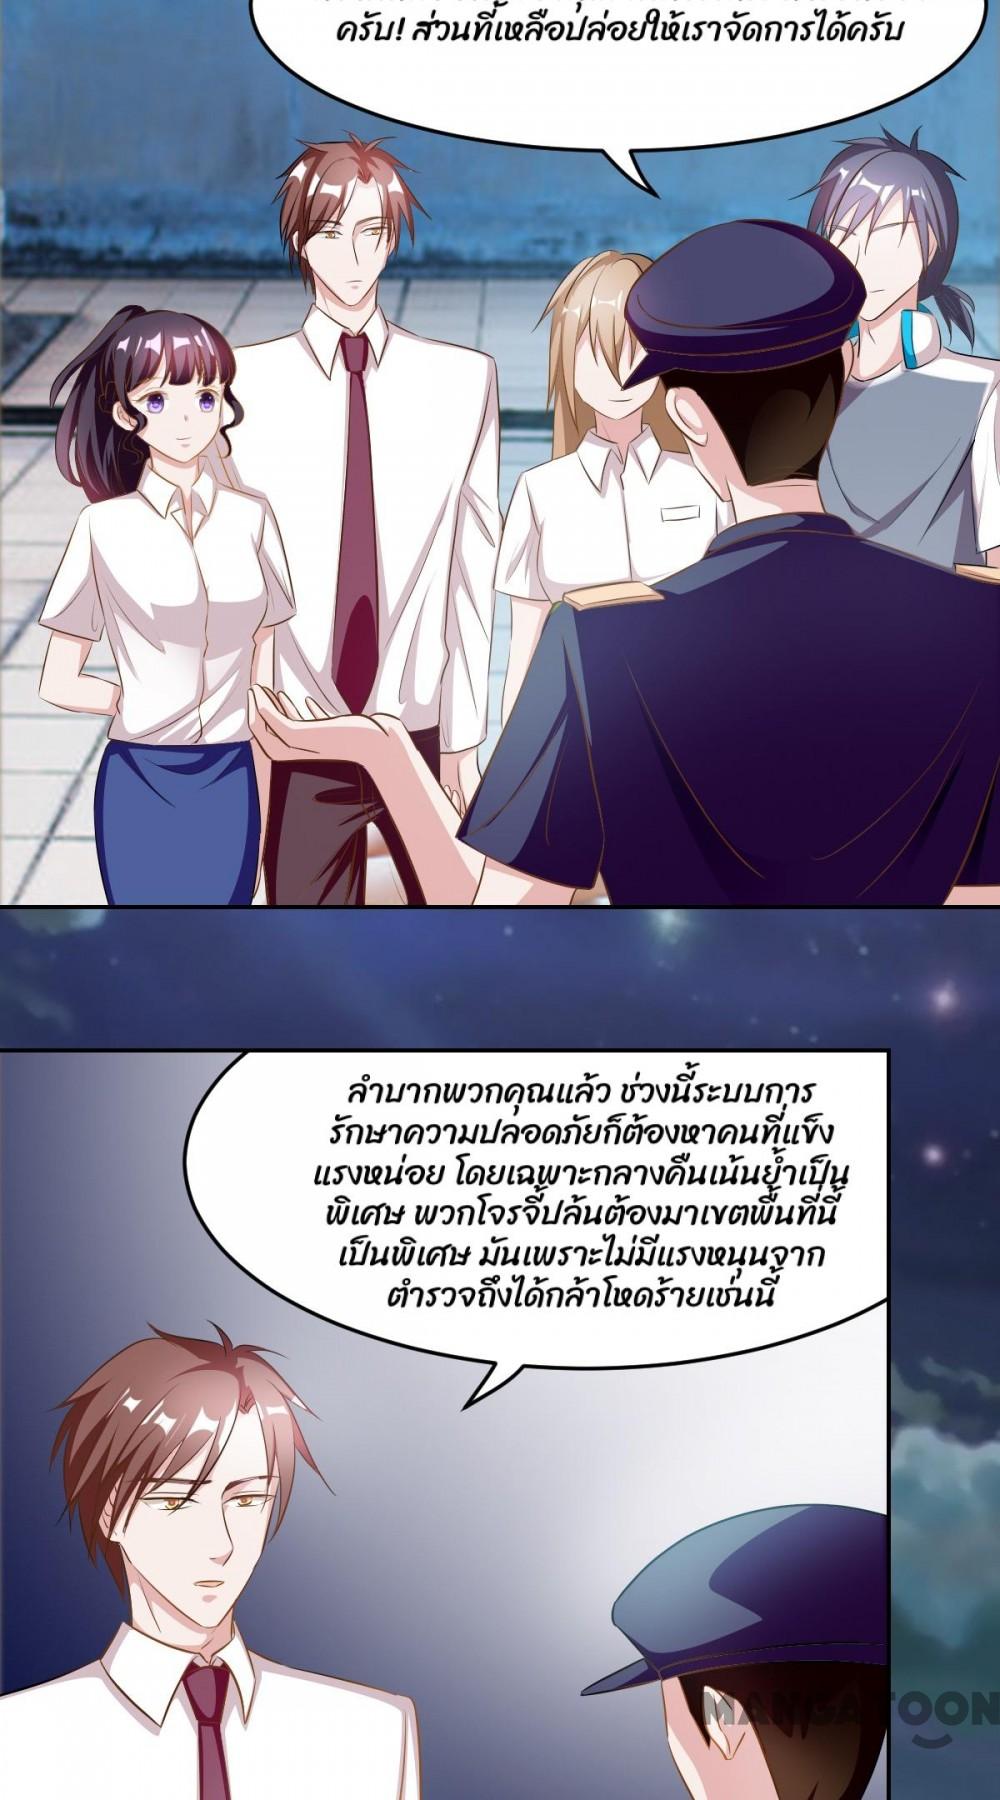 ครับ! ส่วนที่เหลือปล่อยให้เราจัดการได้ครับ
ลำบากพวกคุณแล้ว ช่วงนี้ระบบการ
รักษาความปลอดภัยก็ต้องหาคนที่แข็ง
แรงหน่อย โดยเฉพาะกลางคืนเน้นย้ำเป็น
พิเศษ พวกโจรจี้ปล้นต้องมาเขตพื้นที่นี้
เป็นพิเศษ มันเพราะไม่มีแรงหนุนจาก
ตำรวจถึงได้กล้าโหดร้ายเช่นนี้
MANGATOON